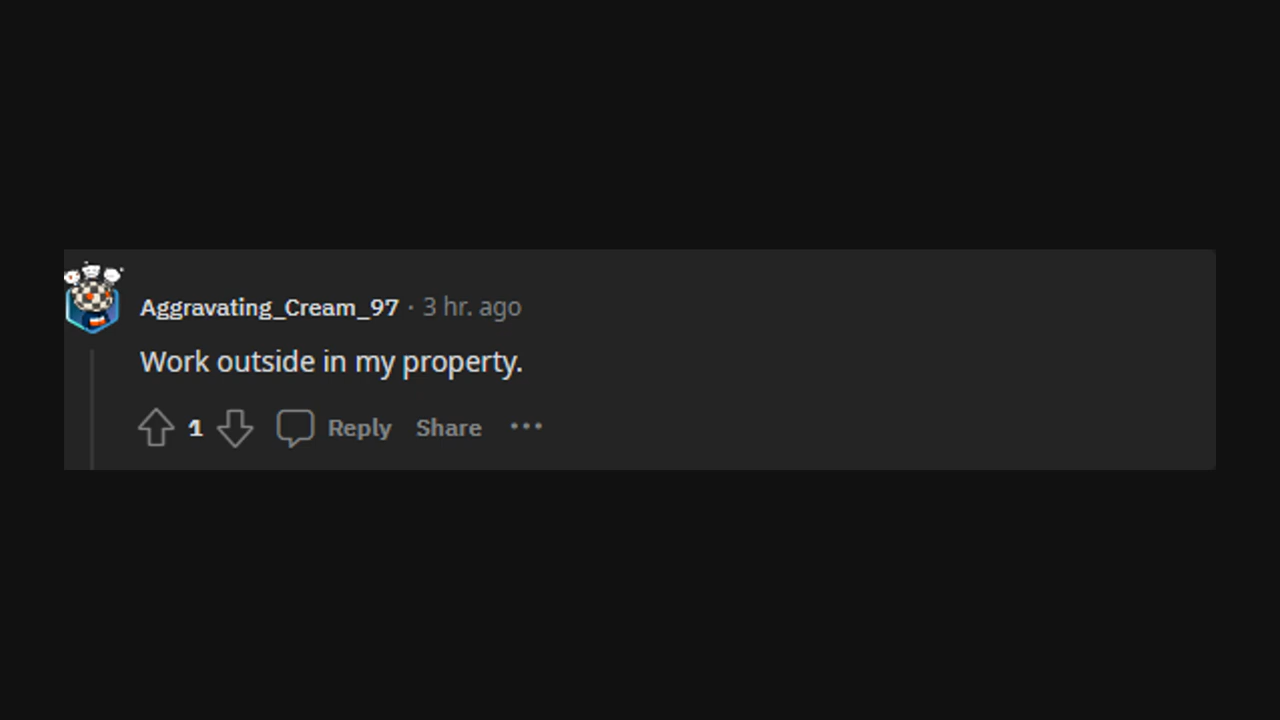 Aggravating_Cream_97 · 3 hr. ago
Work outside in my property.
1 Reply Share ···